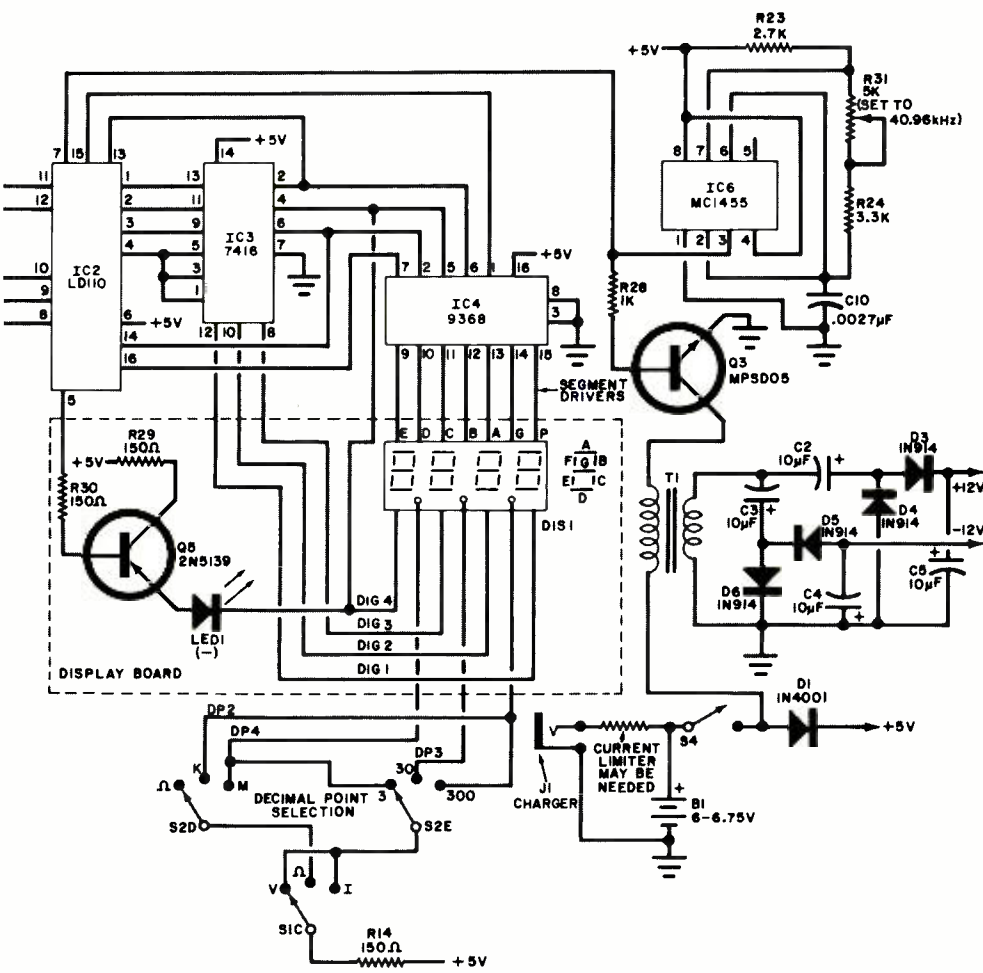 R23
2.7K
+5V
R31
5K
(SET TO
40.96kHz)
7 15 13
+5V
14
11 1 13 2
12 2 11 4
3 9 6
4 5 7
3
1
IC2
LD110
IC3
7416
10
9
8
6 +5V
14
16
12 10 8
5
8 7 6 5
IC6
MC1455
1 2 3 4
R24
3.3K
C10
.0027µF
7 2 5 6 1 16
+5V
IC4
9368
8
3
9 10 11 12 13 14 15
R28
1K
Q3
MPSD05
SEGMENT
DRIVERS
E D C B A G P
A
F G B
E C
D
DIS1
R29
150Ω
+5V
R30
150Ω
Q5
2N5139
LED1
(-)
DIG 4
DIG 3
DIG 2
DIG 1
DISPLAY BOARD
T1
C2
10µF
+
D3
1N914
+12V
C3
10µF
+
D4
1N914
D5
1N914
-12V
D6
1N914
C4
10µF
+
C5
10µF
+
D1
1N4001
+5V
DP2
DP4
DP3
K
Ω
M
DECIMAL POINT
SELECTION
3
30
300
S2D
S2E
V
Ω
I
S1C
R14
150Ω
+5V
V
CURRENT
LIMITER
MAY BE
NEEDED
S4
J1
CHARGER
+
B1
6-6.75V